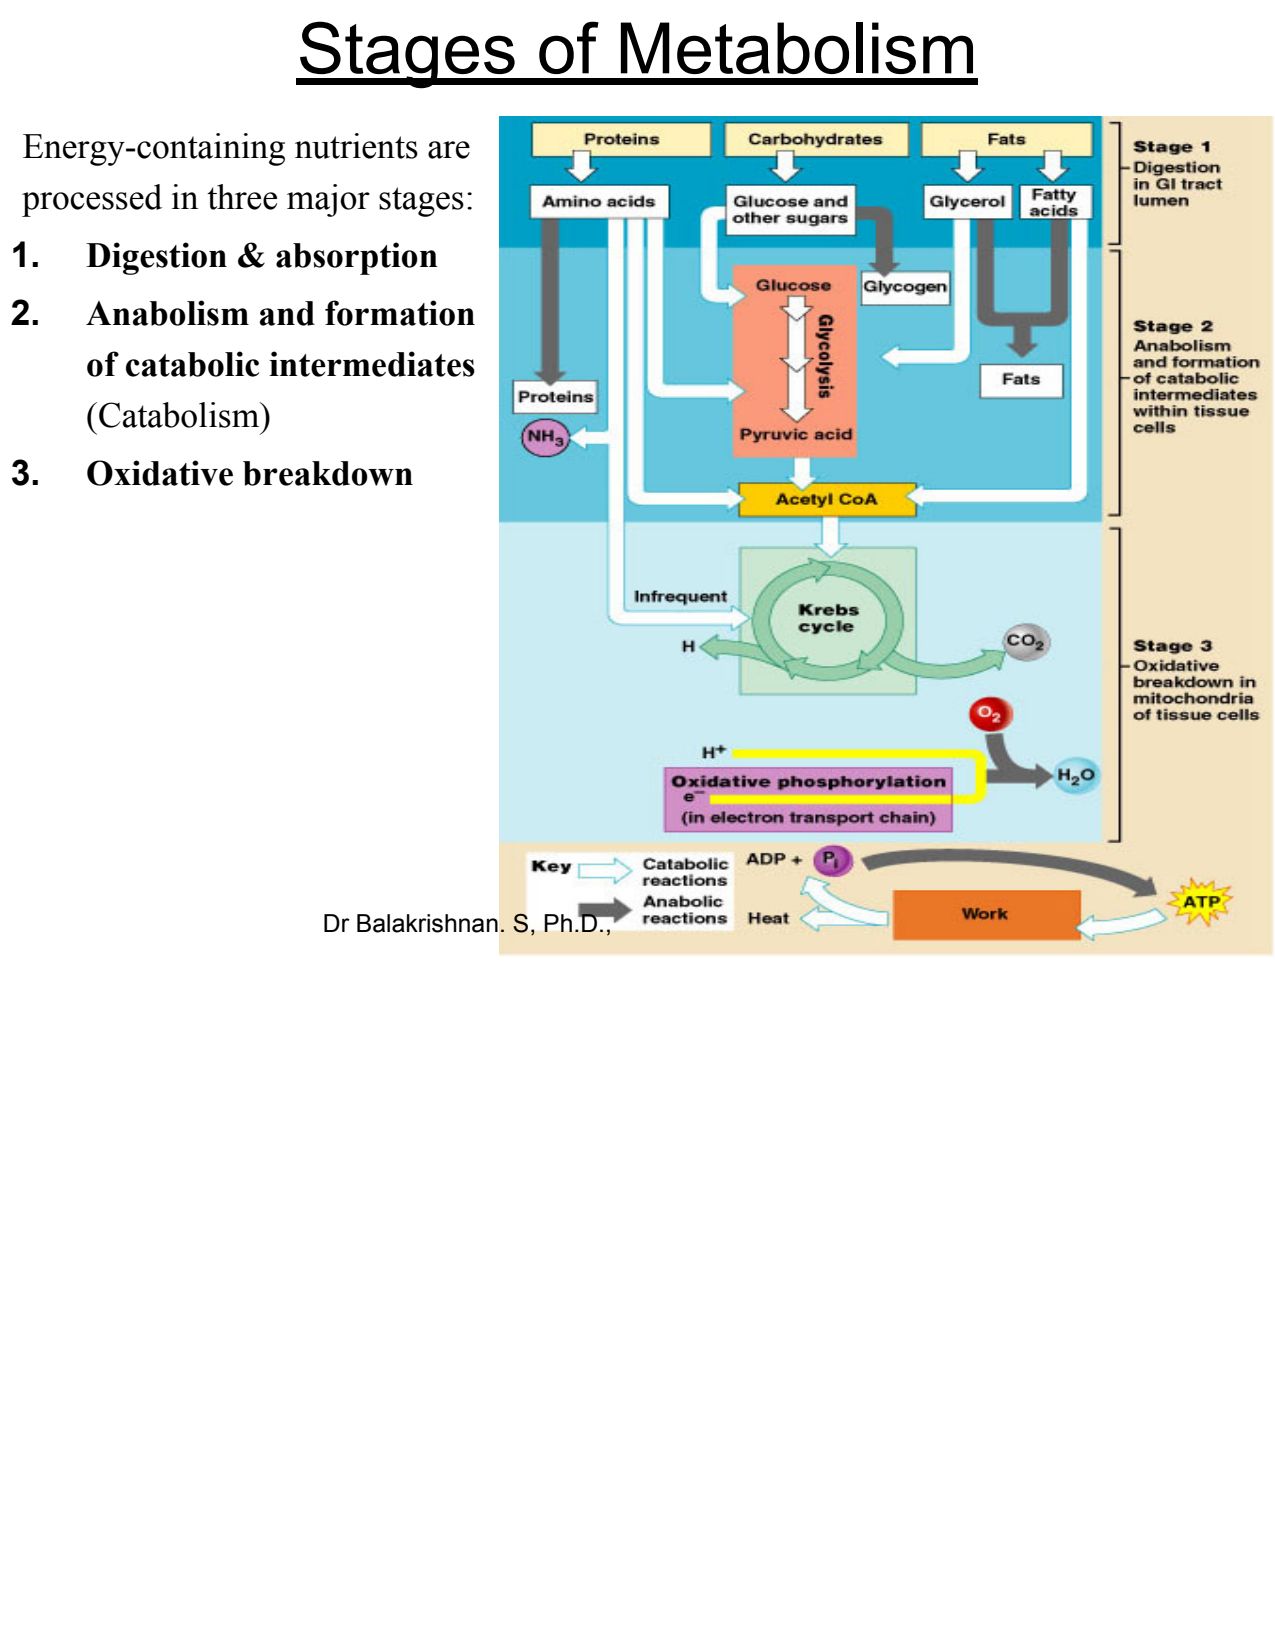 Stages of Metabolism
Energy-containing nutrients are
processed in three major stages:
1. Digestion & absorption
2. Anabolism and formation
of catabolic intermediates
(Catabolism)
3. Oxidative breakdown
Proteins
Carbohydrates
Fats
Amino acids
Glucose and
other sugars
Glycerol
Fatty
acids
Stage 1
Digestion
in GI tract
lumen
Glucose
Glycolysis
Pyruvic acid
Glycogen
Proteins
NH3
Fats
Acetyl CoA
Stage 2
Anabolism
and formation
of catabolic
intermediates
within tissue
cells
Infrequent
Krebs
cycle
H
CO2
O2
H+
Oxidative phosphorylation
e−
(in electron transport chain)
H2O
Stage 3
Oxidative
breakdown in
mitochondria
of tissue cells
Key
Catabolic
reactions
Anabolic
reactions
ADP + Pi
Heat
Work
ATP
Dr Balakrishnan. S, Ph.D.,